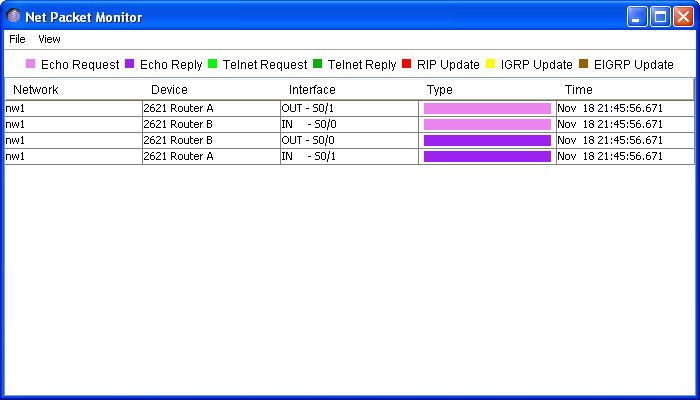 Net Packet Monitor
File View
Echo Request Echo Reply Telnet Request Telnet Reply RIP Update IGRP Update EIGRP Update
Network Device Interface Type Time
nw1 2621 Router A OUT - S0/1 Nov 18 21:45:56.671
nw1 2621 Router B IN - S0/0 Nov 18 21:45:56.671
nw1 2621 Router B OUT - S0/0 Nov 18 21:45:56.671
nw1 2621 Router A IN - S0/1 Nov 18 21:45:56.671